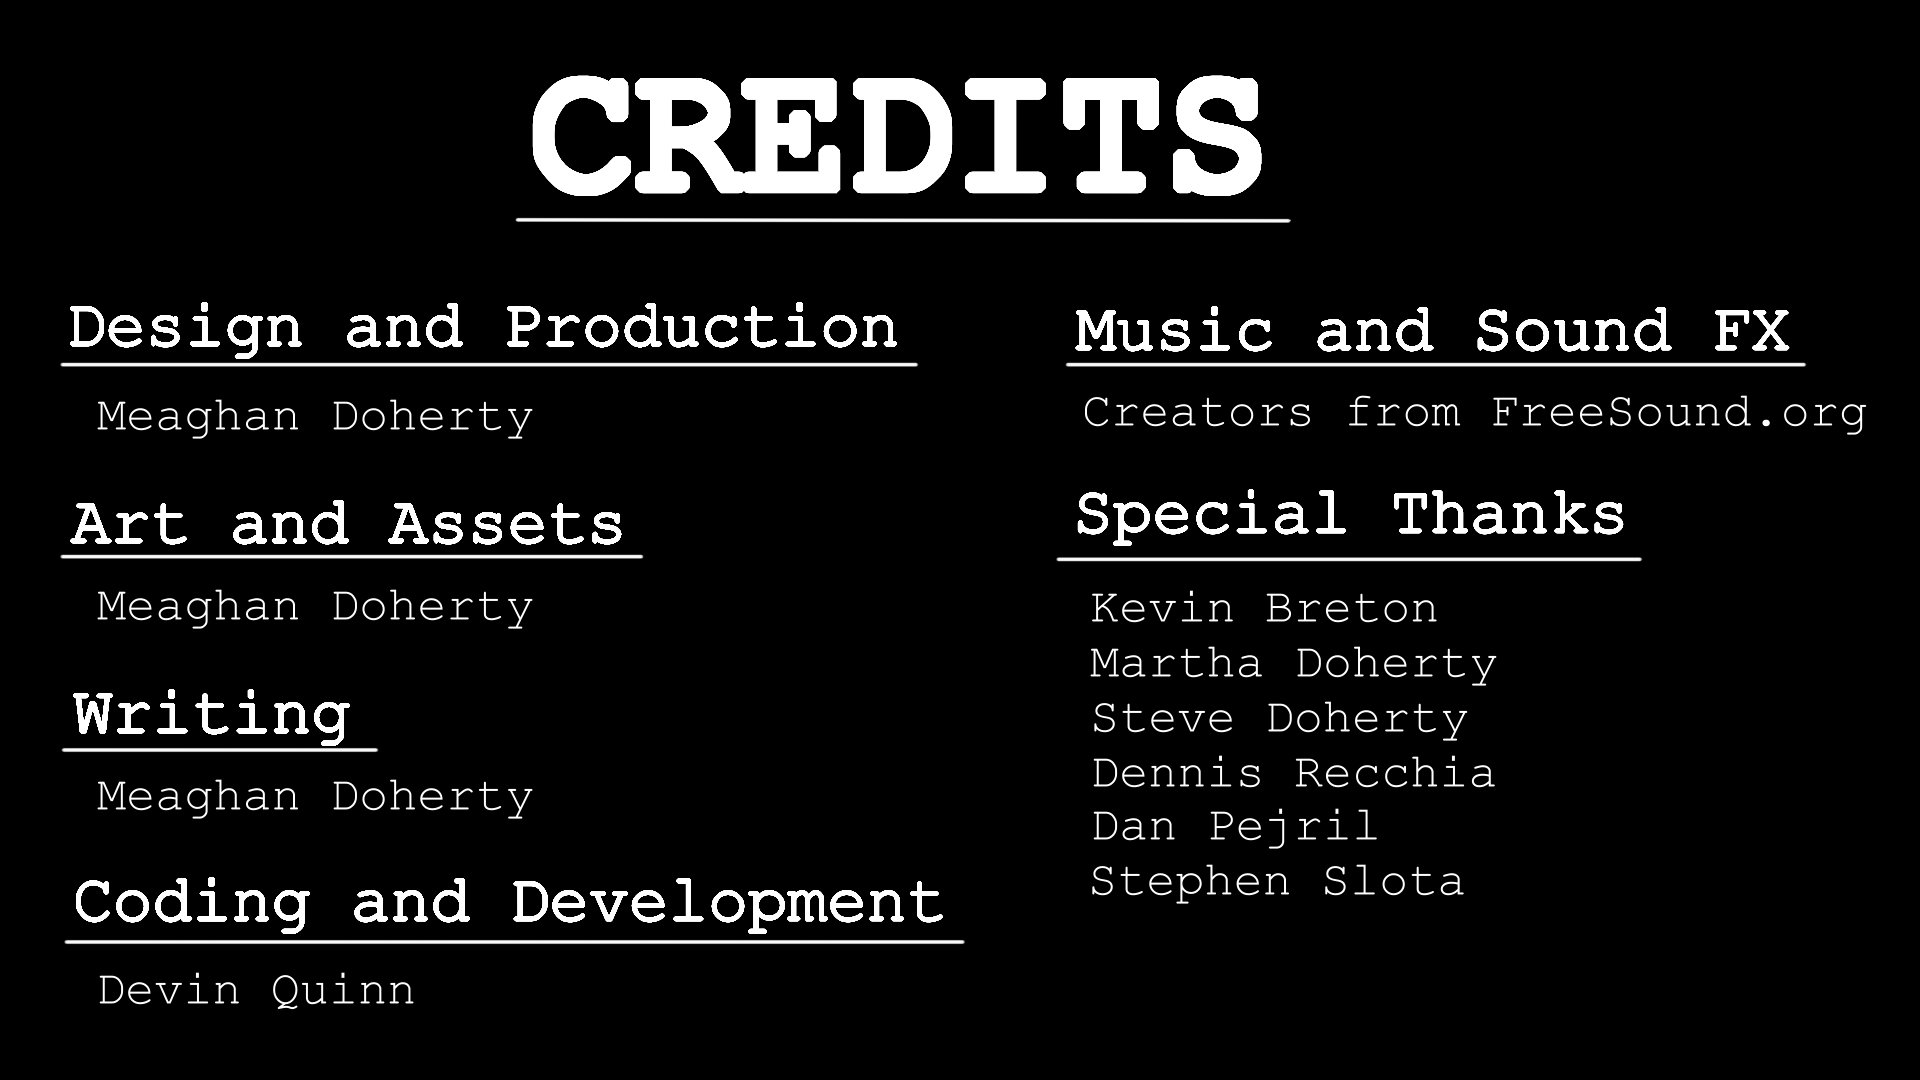 CREDITS
Design and Production
Meaghan Doherty
Art and Assets
Meaghan Doherty
Writing
Meaghan Doherty
Coding and Development
Devin Quinn
Music and Sound FX
Creators from FreeSound.org
Special Thanks
Kevin Breton
Martha Doherty
Steve Doherty
Dennis Recchia
Dan Pejril
Stephen Slota